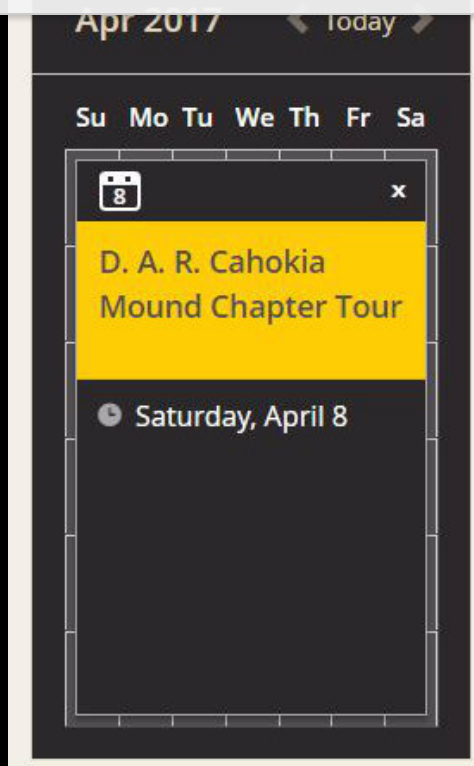 Apr 2017 Today
Su Mo Tu We Th Fr Sa
8 x
D. A. R. Cahokia
Mound Chapter Tour
Saturday, April 8